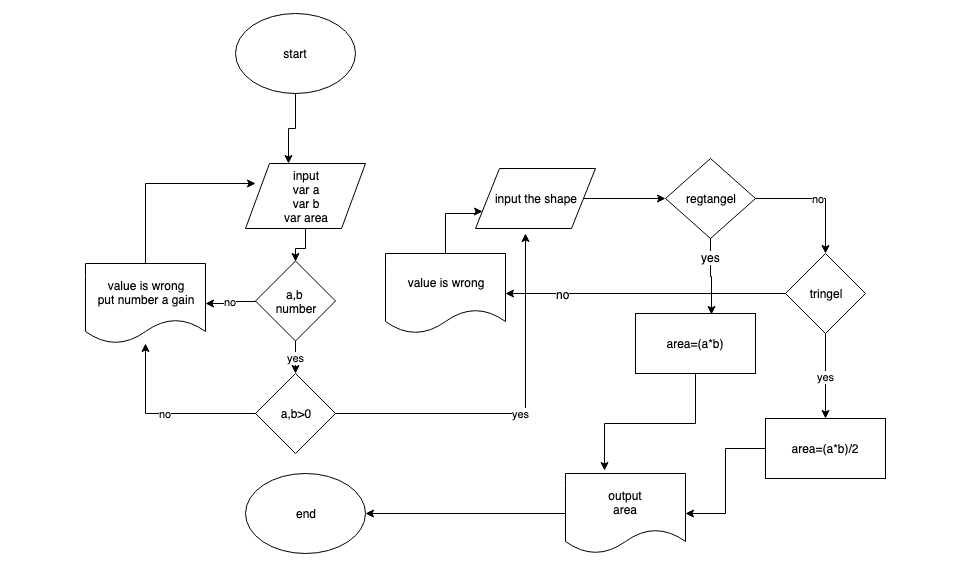 start
input
var a
var b
var area
value is wrong
put number a gain
no
a,b
number
yes
no
a,b>0
yes
input the shape
value is wrong
regtangel
no
yes
no
tringel
area=(a*b)
yes
area=(a*b)/2
output
area
end